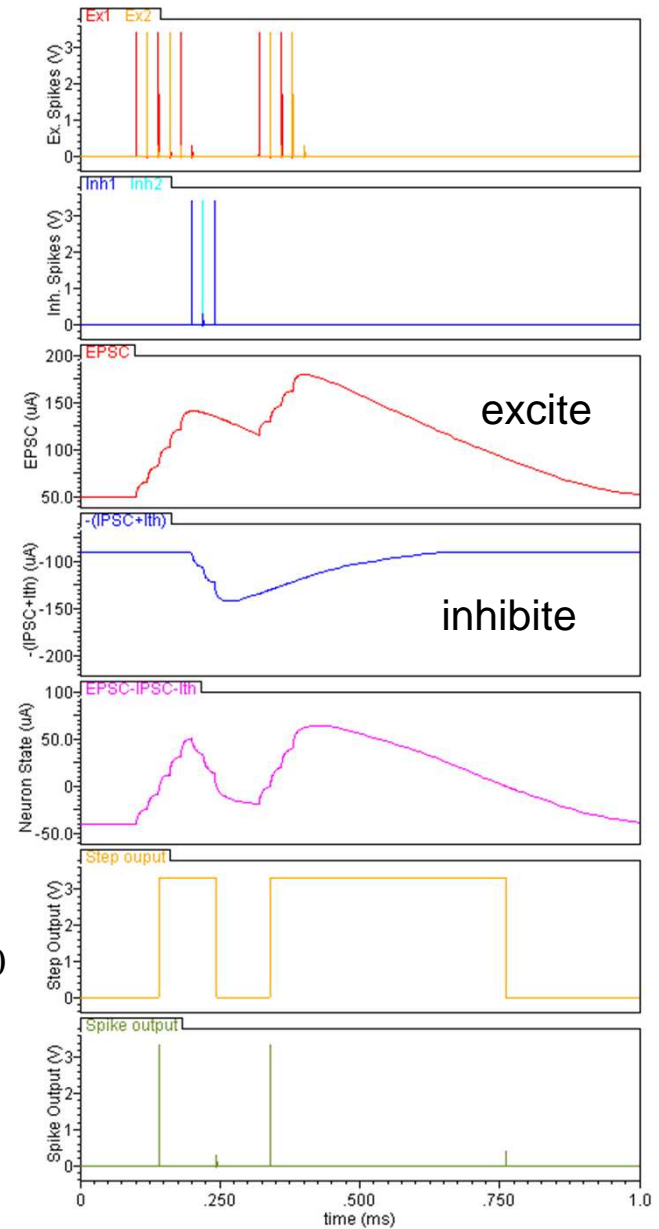 Ex1 Ex2
Ex. Spikes (V)
3
2
1
0
Inh1 Inh2
Inh. Spikes (V)
3
2
1
0
EPSC
EPSC (uA)
200
150
100
50.0
excite
-(IPSC+Ith)
-(IPSC+Ith) (uA)
-100
-150
-200
inhibite
EPSC-IPSC-Ith
Neuron State (uA)
100
50.0
0
-50.0
Step ouput
Step Output (V)
3
2
1
0
0
Spike output
Spike Output (V)
3
2
1
0
0 .250 .500 .750 1.0
time (ms)